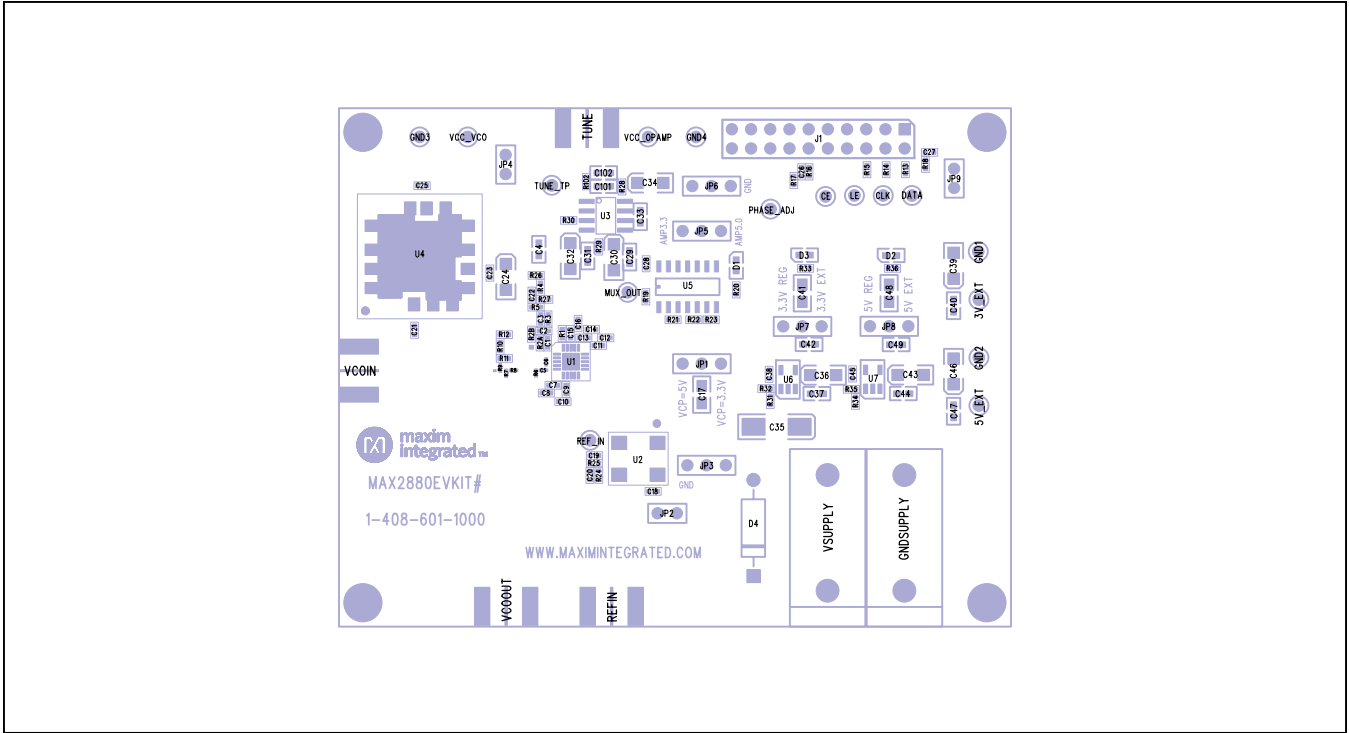 TUNE
J1
GND3
VCC_VCO
VCC_OPAMP
GND4
C27
R18
JP4
R17
C26
R16
R15
R14
R13
JP9
C25
TUNE_TP
R102
C102
C101
R28
C34
JP6
GND
CE
LE
CLK
DATA
PHASE_ADJ
R30
U3
C33
AMP3.3
JP5
AMP5.0
U4
C23
C24
C4
C32
C31
R29
C30
C29
C28
D1
D3
R33
D2
R36
C39
GND1
R26
R4
C22
R27
R5
MUX_OUT
R19
U5
R20
3.3V REG
C41
3.3V EXT
5V REG
C48
5V EXT
C40
3V_EXT
C21
C3
R3
C2
C16
R21
R22
R23
JP7
JP8
R12
R10
R11
R2B
R2A
C1
R1
C15
C14
C13
C12
C11
C42
C49
VCOIN
U1
C7
C8
C9
C10
JP1
VCP=5V
C17
VCP=3.3V
C38
U6
R32
R31
C36
C37
C45
U7
R35
R34
C43
C44
GND2
C46
C47
5V_EXT
C35
maxim
integrated™
REF_IN
C19
R25
C20
R24
U2
C18
JP3
GND
MAX2880EVKIT#
JP2
D4
VSUPPLY
GNDSUPPLY
1-408-601-1000
WWW.MAXIMINTEGRATED.COM
VCOOUT
REFIN